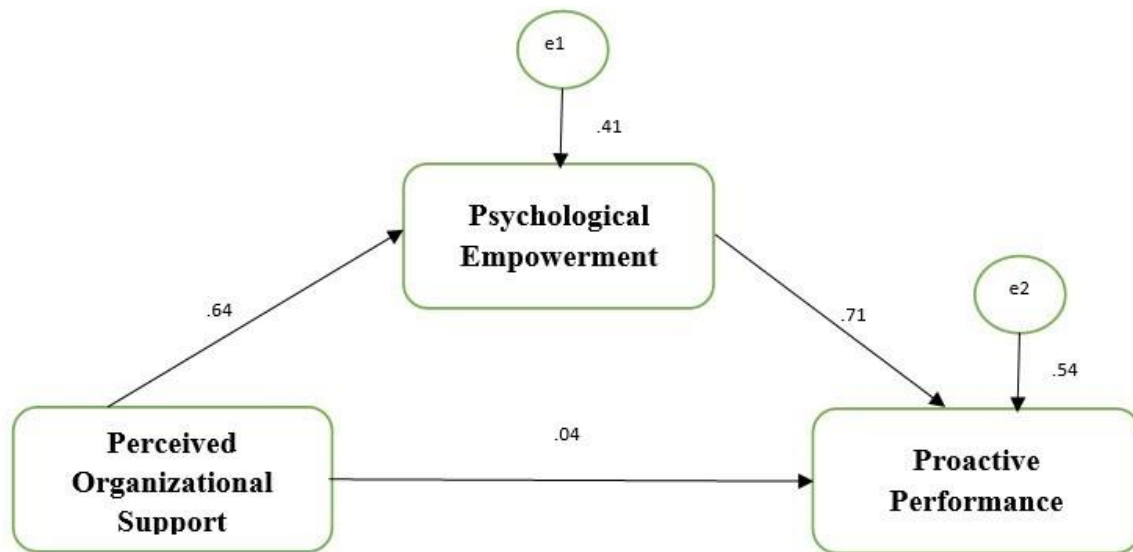 e1
.41
Psychological
Empowerment
e2
.64
.71
.54
.04
Perceived
Organizational
Support
Proactive
Performance